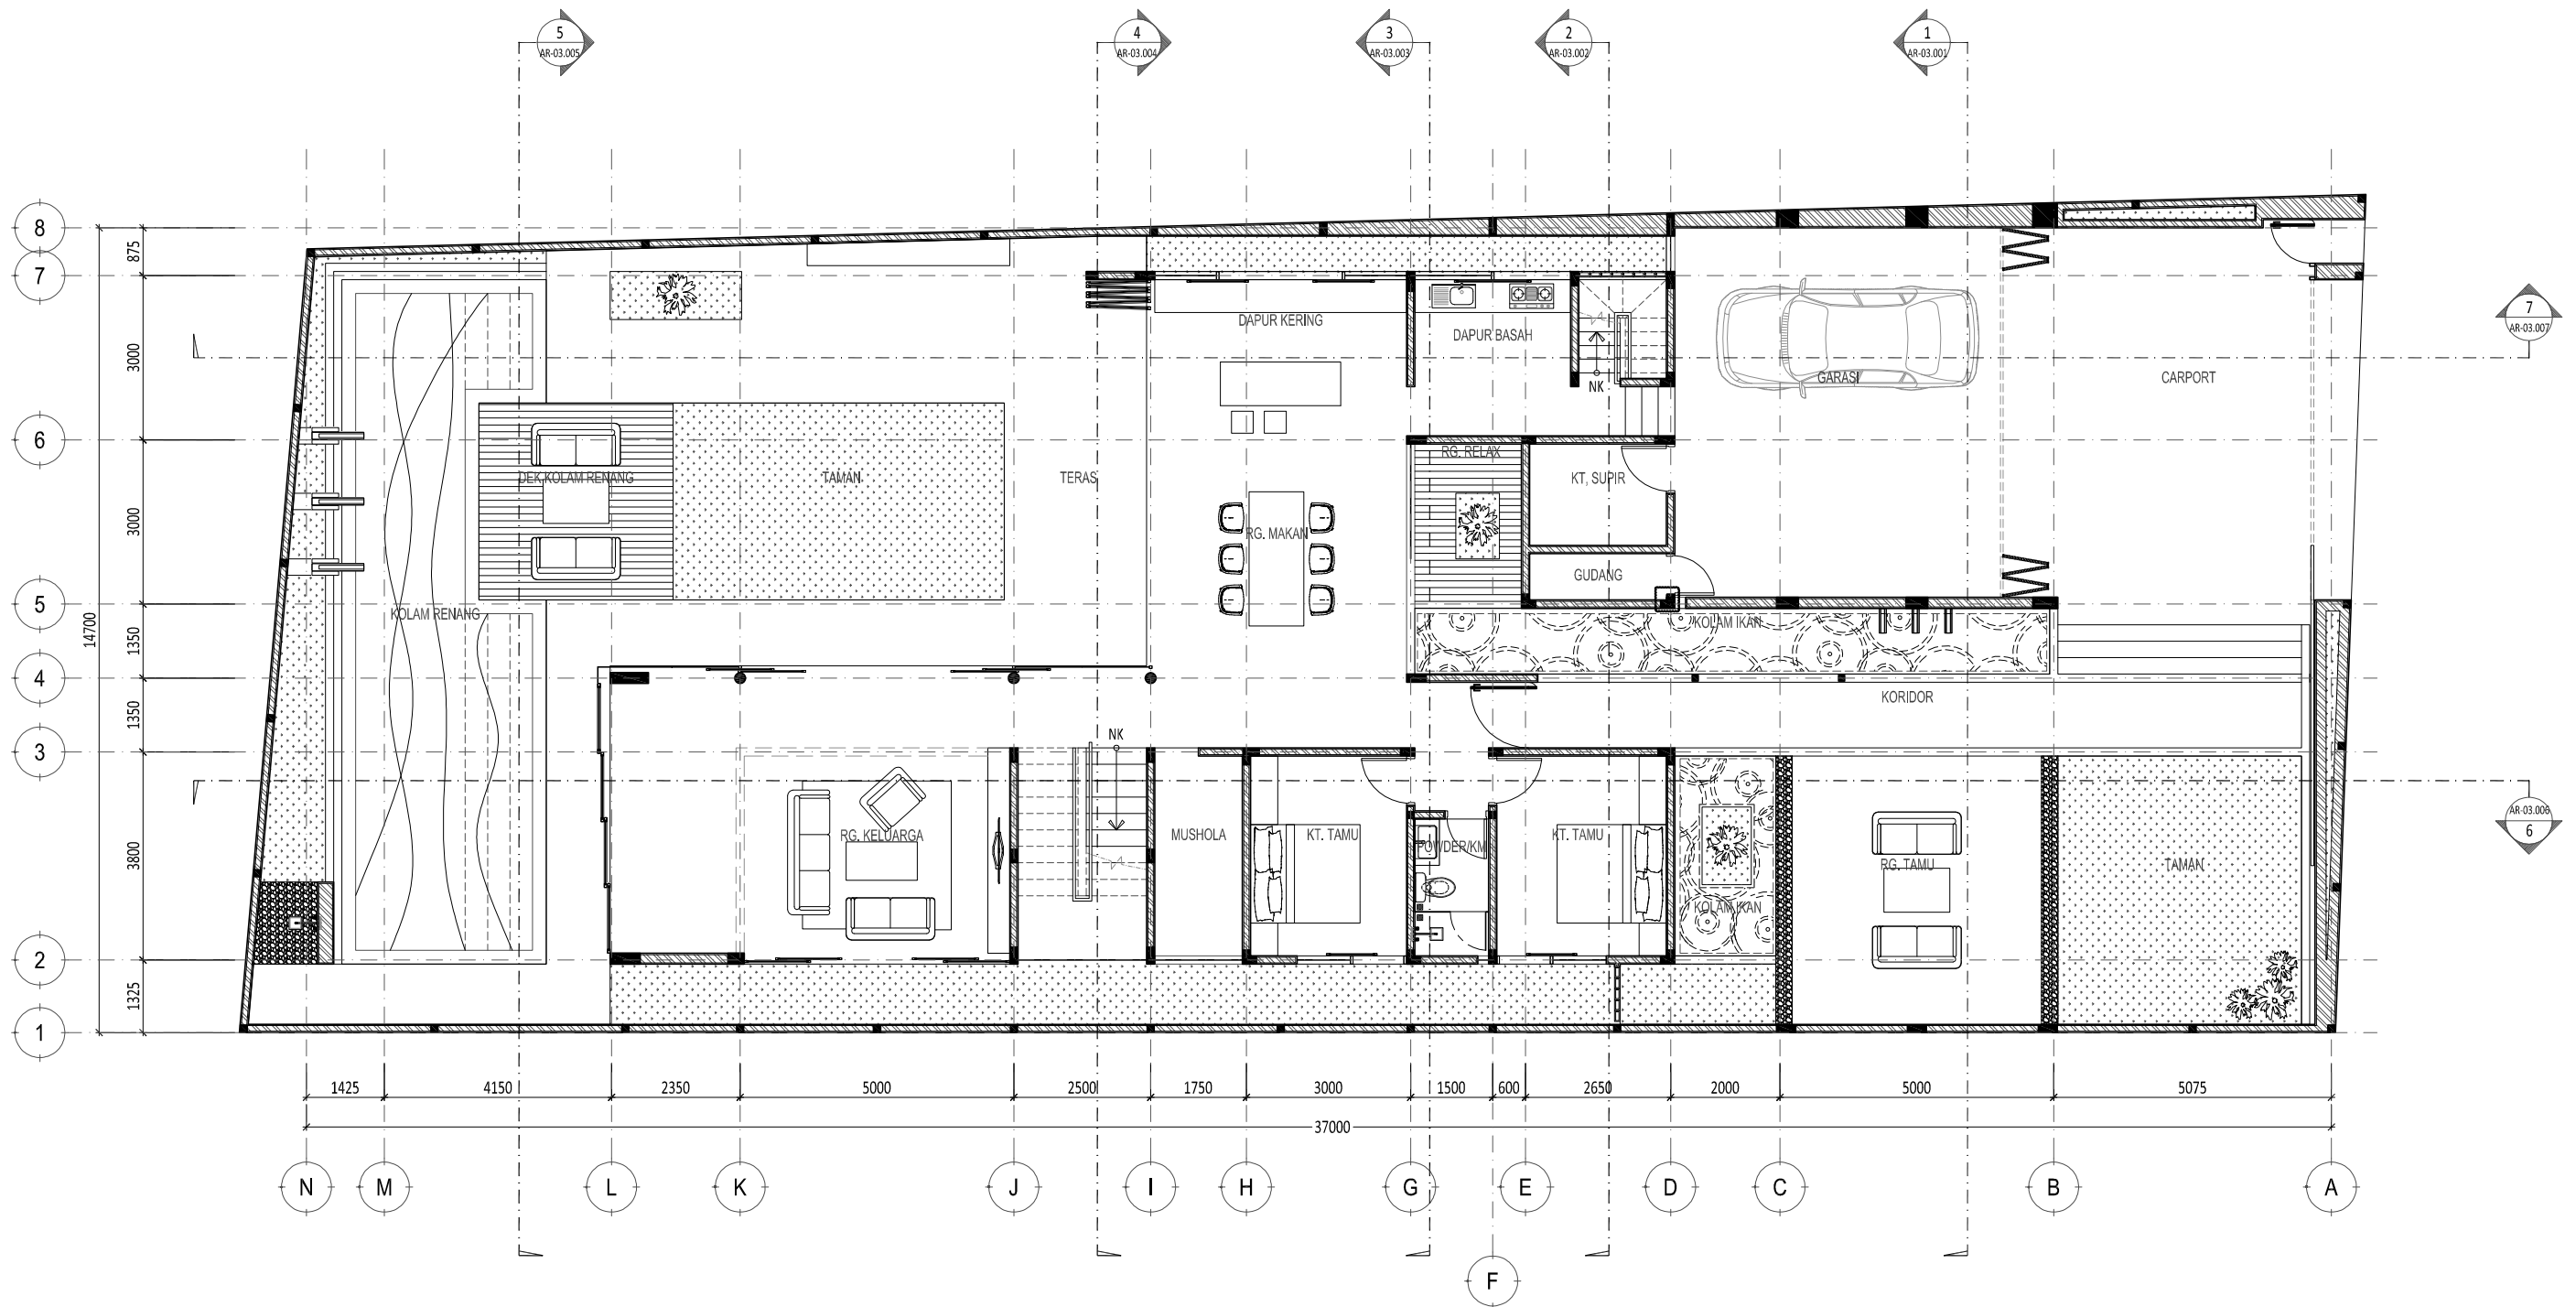 5
AR-03.005
4
AR-03.004
3
AR-03.003
2
AR-03.002
1
AR-03.001
8
7
6
5
4
3
2
1
875
3000
3000
1350
1350
3800
1325
14700
7
AR-03.007
AR-03.006
6
DAPUR KERING
DAPUR BASAH
NK
GARASI
CARPORT
RG. RELAX
DEK KOLAM RENANG
TAMAN
TERAS
KT, SUPIR
RG. MAKAN
GUDANG
KOLAM RENANG
KOLAM IKAN
KORIDOR
NK
RG. KELUARGA
MUSHOLA
KT. TAMU
POWDER/KM
KT. TAMU
RG. TAMU
TAMAN
KOLAM IKAN
1425
4150
2350
5000
2500
1750
3000
1500
600
2650
2000
5000
5075
37000
N
M
L
K
J
I
H
G
E
D
C
B
A
F